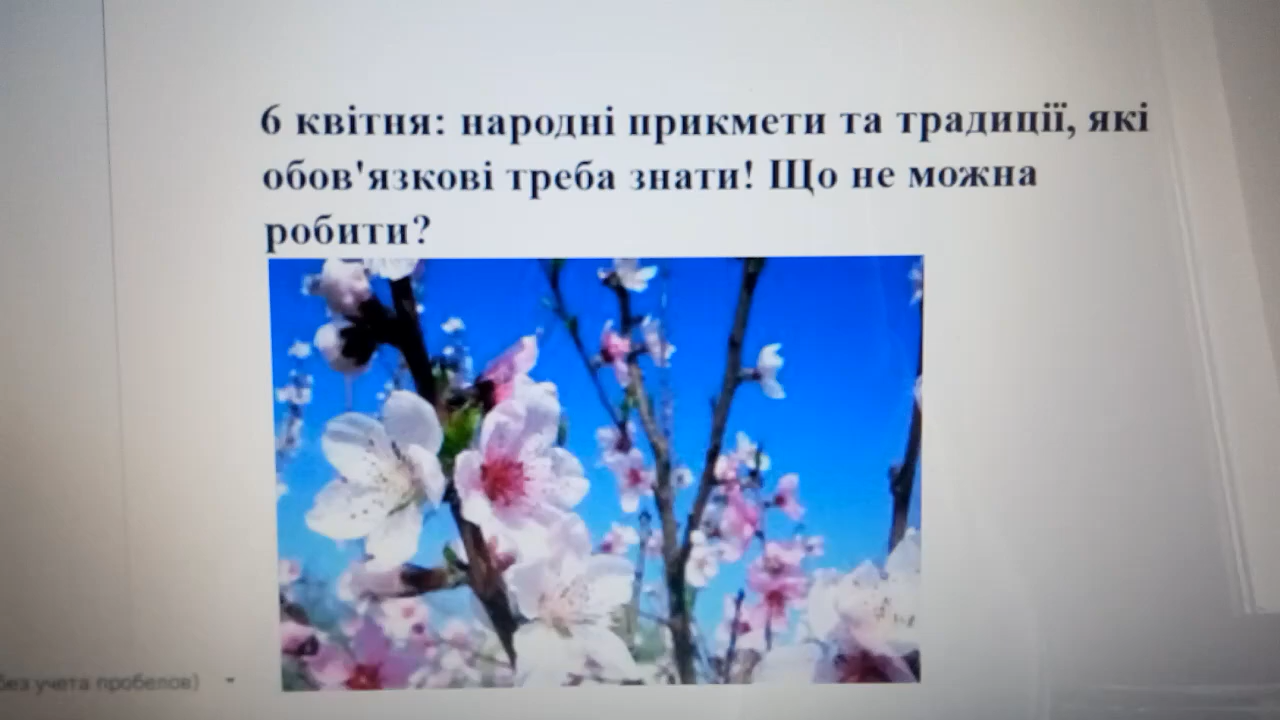 6 квітня: народні прикмети та традиції, які
обов'язкові треба знати! Що не можна
робити?
без учета пробелов)